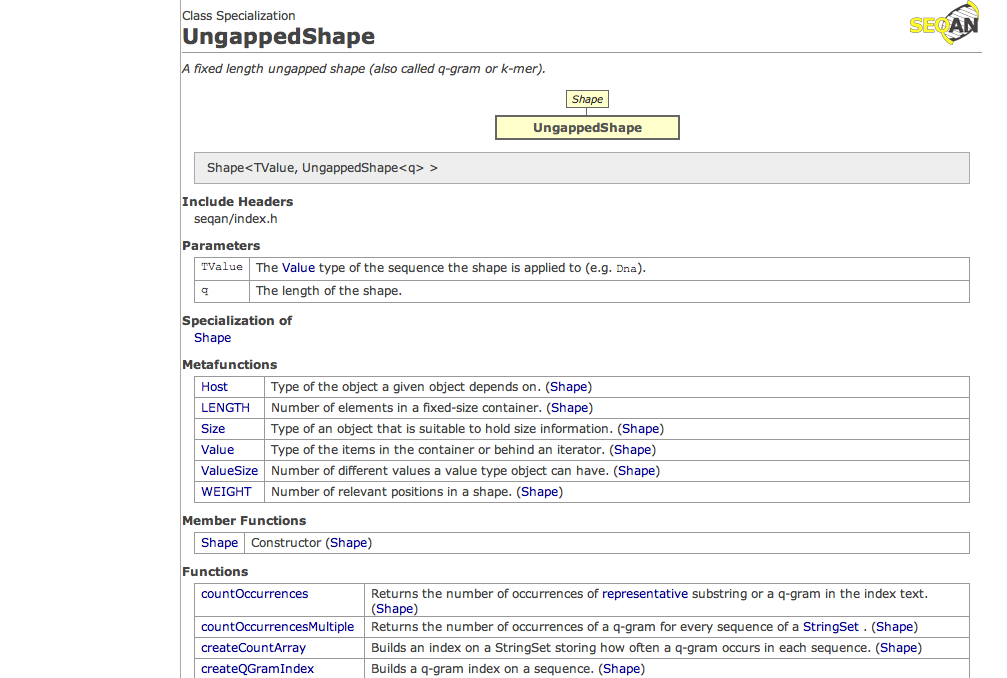 Class Specialization
SEQAN
UngappedShape
A fixed length ungapped shape (also called q-gram or k-mer).
Shape
UngappedShape
Shape<TValue, UngappedShape<q> >
Include Headers
seqan/index.h
Parameters
TValue The Value type of the sequence the shape is applied to (e.g. Dna).
q The length of the shape.
Specialization of
Shape
Metafunctions
Host Type of the object a given object depends on. (Shape)
LENGTH Number of elements in a fixed-size container. (Shape)
Size Type of an object that is suitable to hold size information. (Shape)
Value Type of the items in the container or behind an iterator. (Shape)
ValueSize Number of different values a value type object can have. (Shape)
WEIGHT Number of relevant positions in a shape. (Shape)
Member Functions
Shape Constructor (Shape)
Functions
countOccurrences Returns the number of occurrences of representative substring or a q-gram in the index text.
(Shape)
countOccurrencesMultiple Returns the number of occurrences of a q-gram for every sequence of a StringSet . (Shape)
createCountArray Builds an index on a StringSet storing how often a q-gram occurs in each sequence. (Shape)
createQGramIndex Builds a q-gram index on a sequence. (Shape)